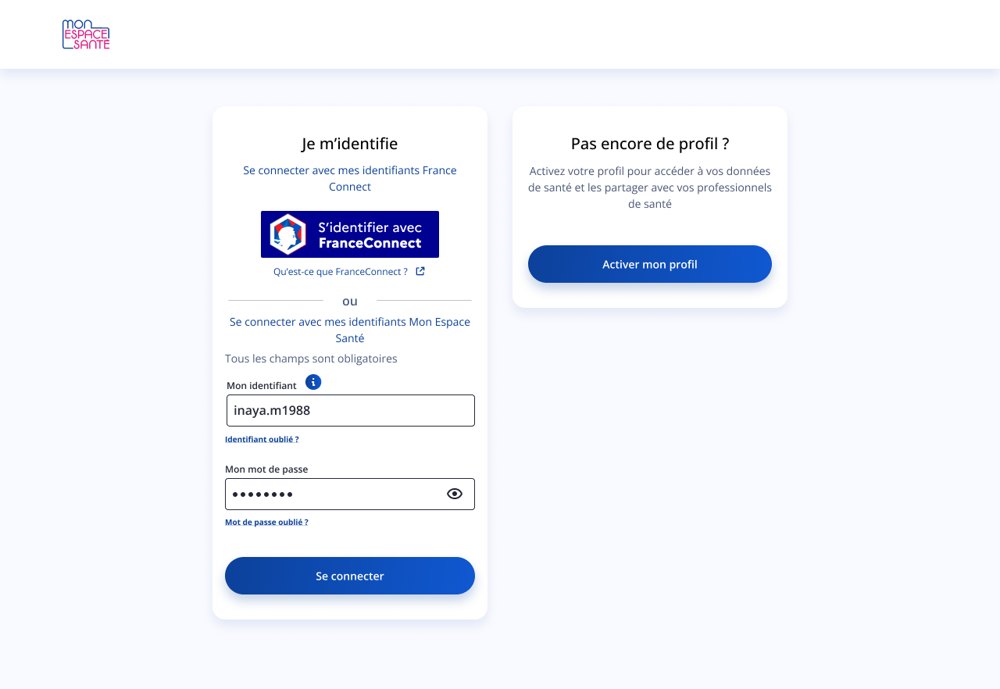 MON
ESPACE
SANTÉ
Je m’identifie
Se connecter avec mes identifiants France
Connect
S’identifier avec
FranceConnect
Qu’est-ce que FranceConnect ?
ou
Se connecter avec mes identifiants Mon Espace
Santé
Tous les champs sont obligatoires
Mon identifiant
inaya.m1988
Identifiant oublié ?
Mon mot de passe
••••••••
Mot de passe oublié ?
Se connecter
Pas encore de profil ?
Activez votre profil pour accéder à vos données
de santé et les partager avec vos professionnels
de santé
Activer mon profil